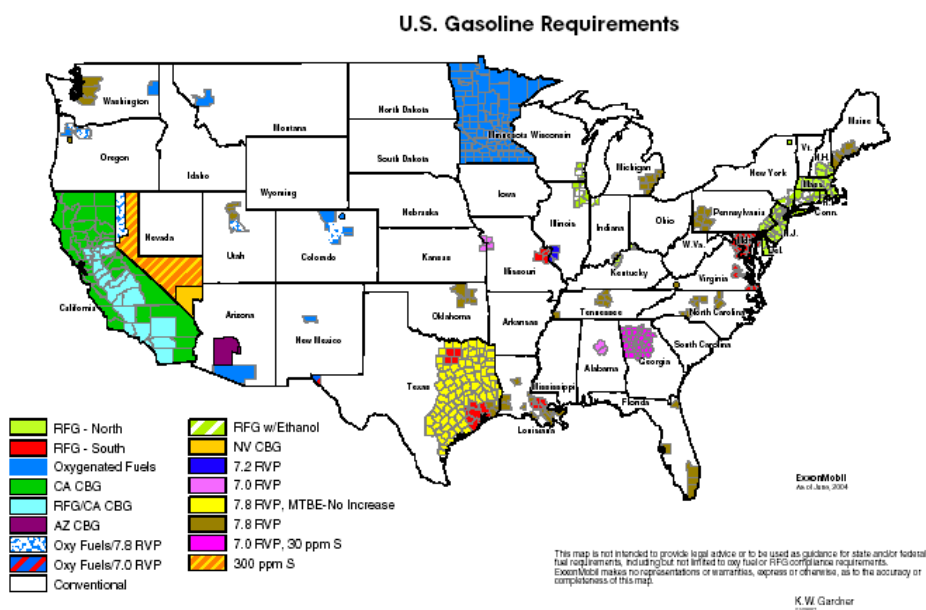 U.S. Gasoline Requirements
Washington
Montana
North Dakota
Minnesota
Wisconsin
Michigan
Maine
Vt.
N.H.
New York
Mass.
Conn.
Oregon
Idaho
South Dakota
Wyoming
Iowa
Nebraska
Illinois
Indiana
Ohio
Pennsylvania
N.J.
Md.
Del.
W.Va.
Virginia
Nevada
Utah
Colorado
Kansas
Missouri
Kentucky
California
Arizona
New Mexico
Oklahoma
Arkansas
Tennessee
North Carolina
South Carolina
Texas
Mississippi
Alabama
Georgia
Louisiana
Florida
RFG - North
RFG - South
Oxygenated Fuels
CA CBG
RFG/CA CBG
AZ CBG
Oxy Fuels/7.8 RVP
Oxy Fuels/7.0 RVP
Conventional
RFG w/Ethanol
NV CBG
7.2 RVP
7.0 RVP
7.8 RVP, MTBE-No Increase
7.8 RVP
7.0 RVP, 30 ppm S
300 ppm S
ExxonMobil
As of June, 2004
This map is not intended to provide legal advice or to be used as guidance for state and/or federal
fuel requirements, including but not limited to oxy fuel or RFG compliance requirements.
ExxonMobil makes no representations or warranties, express or otherwise, as to the accuracy or
completeness of this map.
K.W. Gardner